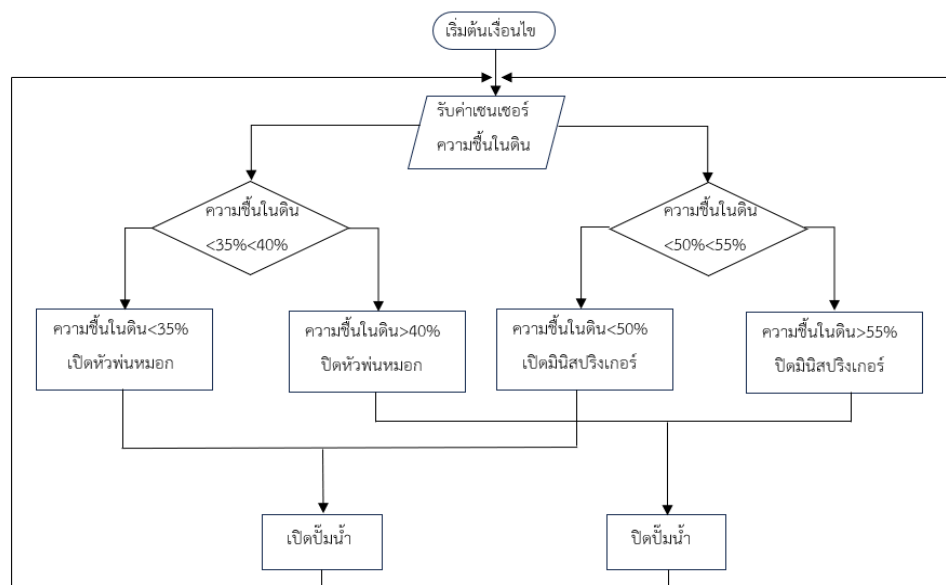 เริ่มต้นเงื่อนไข
รับค่าเซนเซอร์
ความชื้นในดิน
ความชื้นในดิน
<35%<40%
ความชื้นในดิน
<50%<55%
ความชื้นในดิน<35%
เปิดหัวพ่นหมอก
ความชื้นในดิน>40%
ปิดหัวพ่นหมอก
ความชื้นในดิน<50%
เปิดมินิสปริงเกอร์
ความชื้นในดิน>55%
ปิดมินิสปริงเกอร์
เปิดปั๊มน้ำ
ปิดปั๊มน้ำ